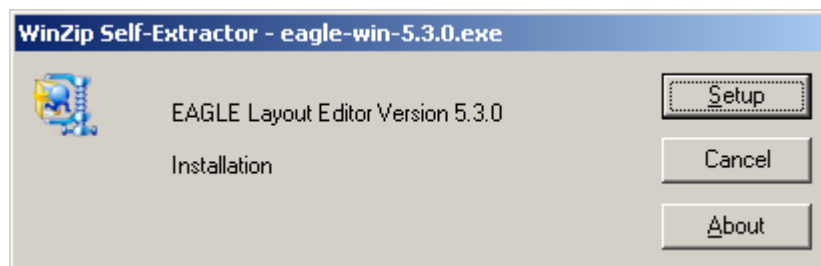 WinZip Self-Extractor - eagle-win-5.3.0.exe
EAGLE Layout Editor Version 5.3.0
Installation
Setup
Cancel
About